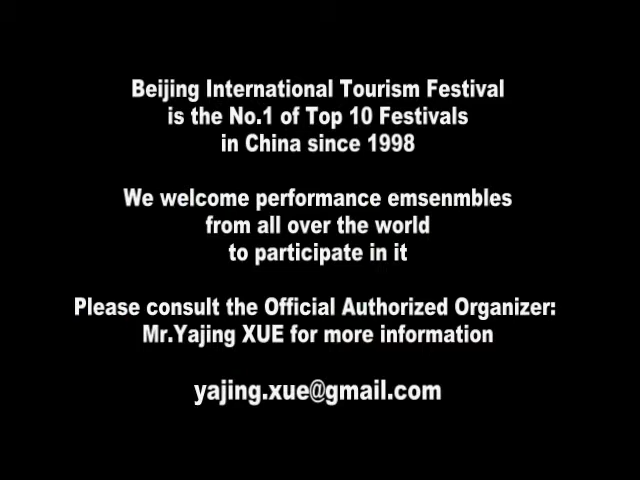 Beijing International Tourism Festival
is the No.1 of Top 10 Festivals
in China since 1998
We welcome performance emsenmbles
from all over the world
to participate in it
Please consult the Official Authorized Organizer:
Mr.Yajing XUE for more information
yajing.xue@gmail.com